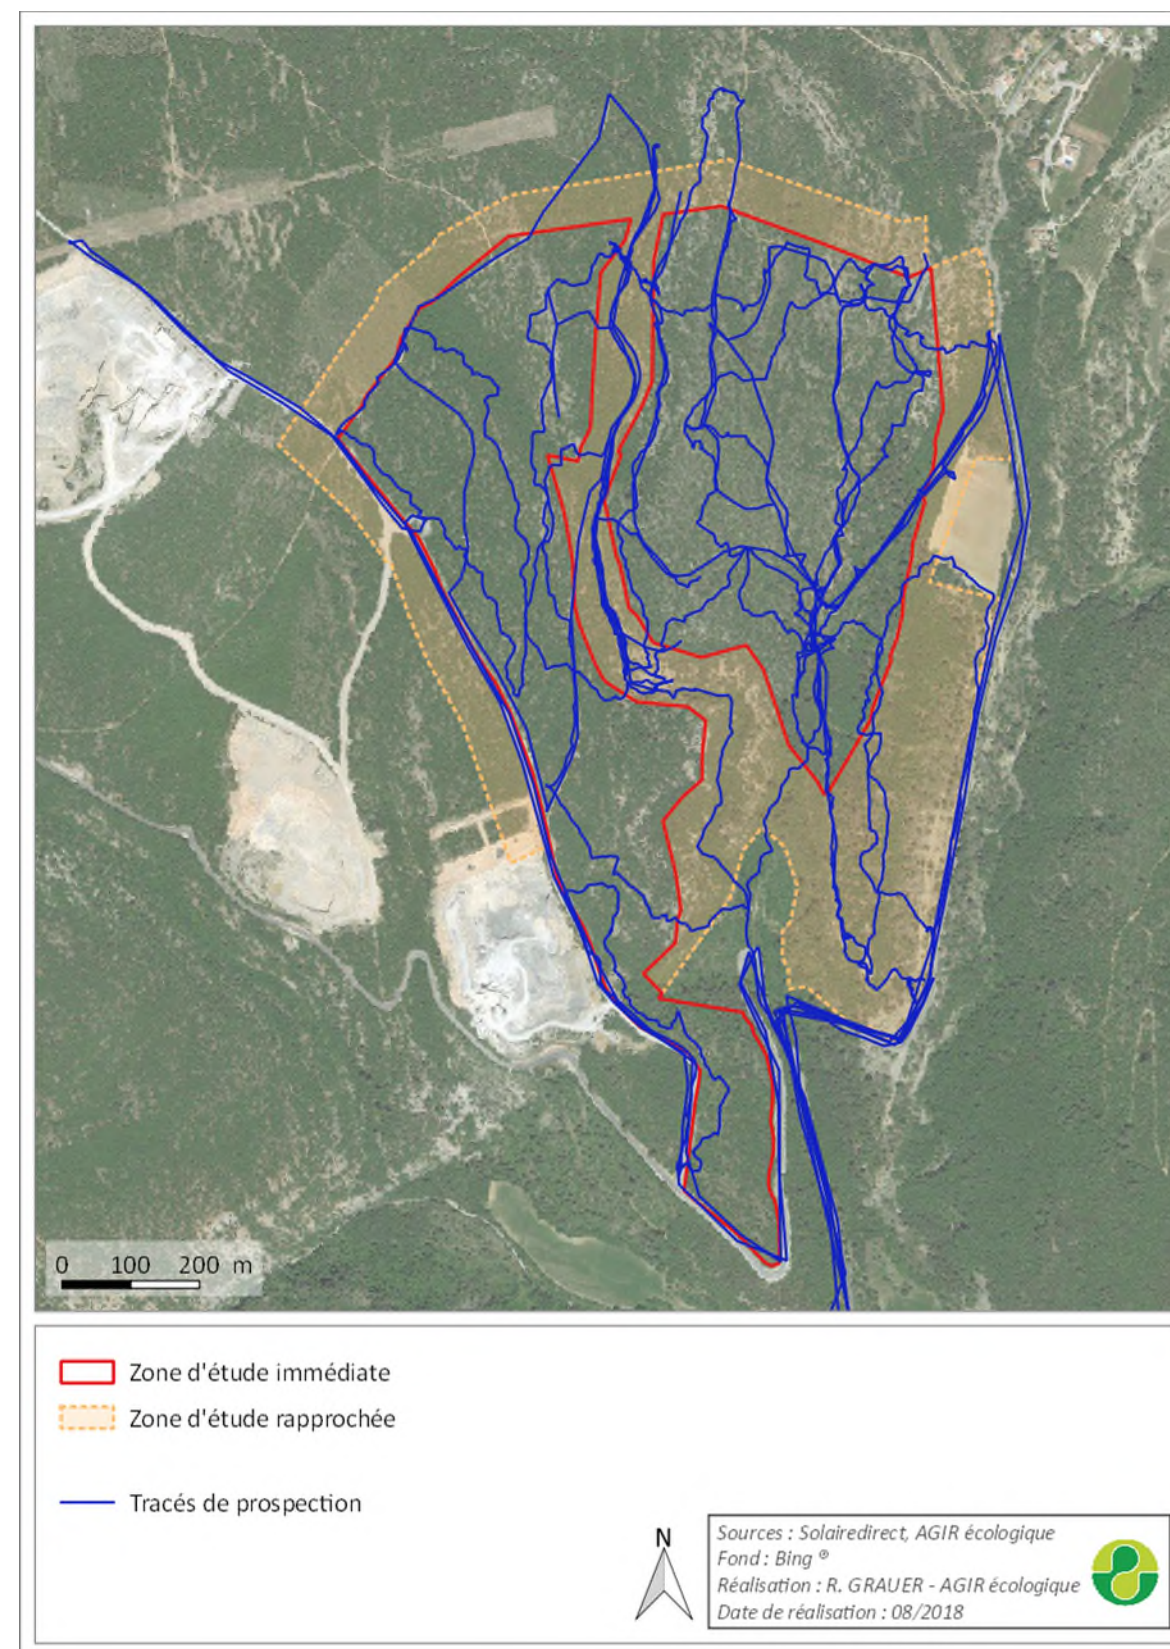 0 100 200 m
Zone d'étude immédiate
Zone d'étude rapprochée
Tracés de prospection
N
Sources : Solairedirect, AGIR écologique
Fond : Bing ®
Réalisation : R. GRAUER - AGIR écologique
Date de réalisation : 08/2018